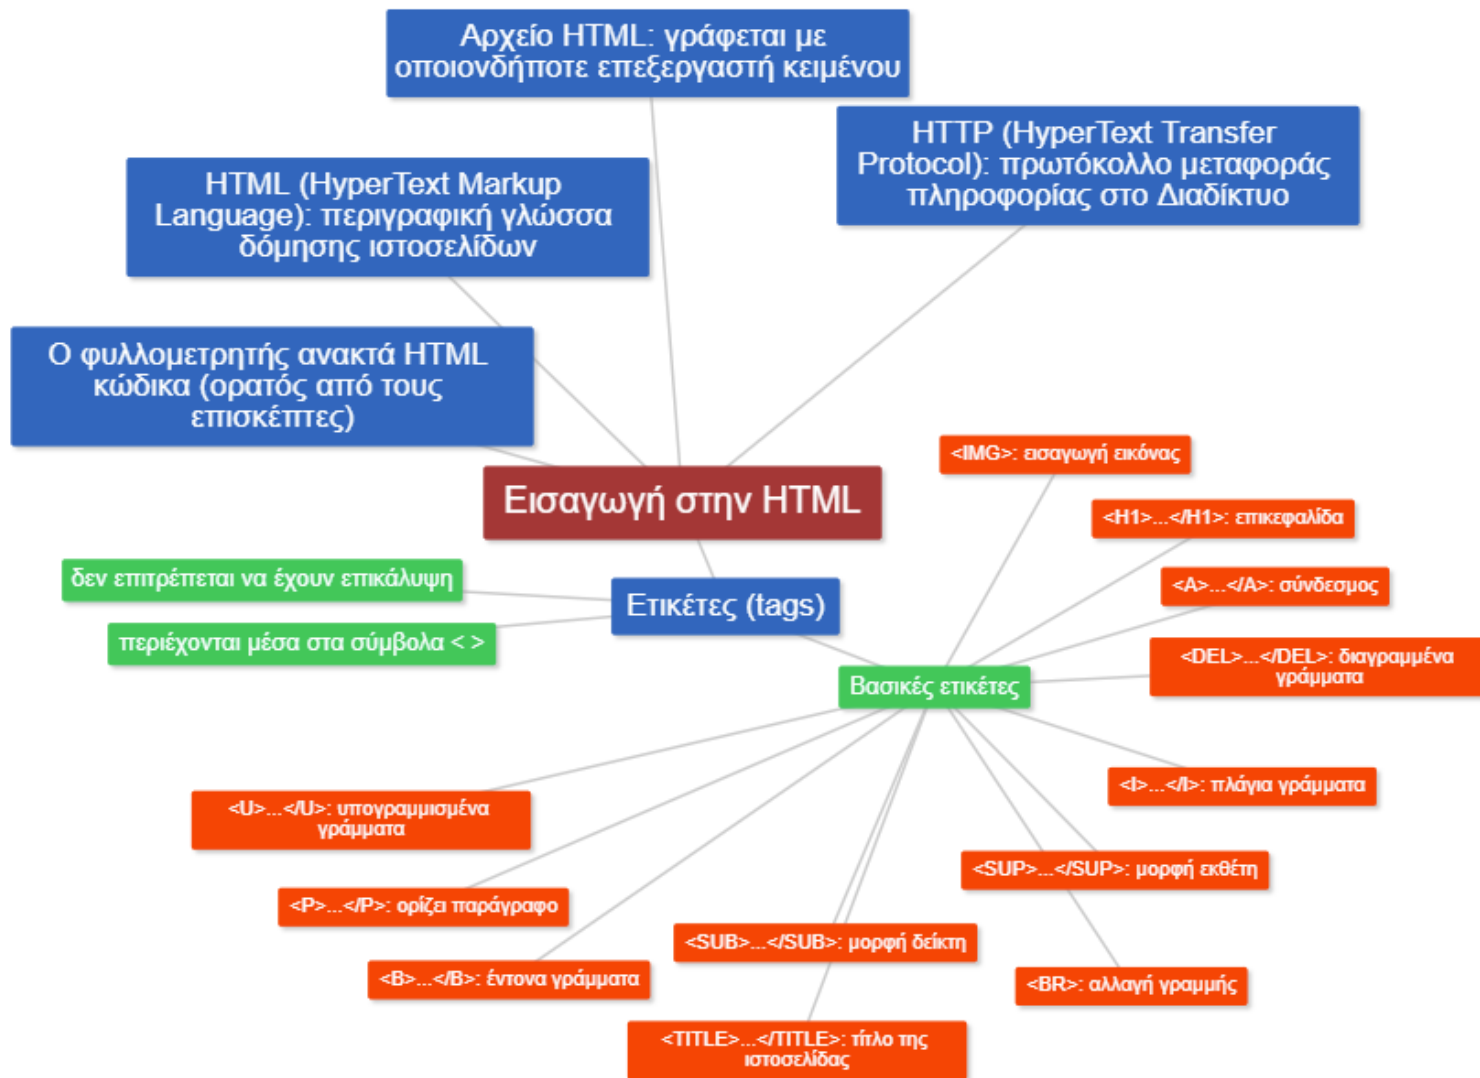 Αρχείο HTML: γράφεται με
οποιονδήποτε επεξεργαστή κειμένου
HTTP (HyperText Transfer
Protocol): πρωτόκολλο μεταφοράς
πληροφορίας στο Διαδίκτυο
HTML (HyperText Markup
Language): περιγραφική γλώσσα
δόμησης ιστοσελίδων
Ο φυλλομετρητής ανακτά HTML
κώδικα (ορατός από τους
επισκέπτες)
Εισαγωγή στην HTML
<IMG>: εισαγωγή εικόνας
<H1>...</H1>: επικεφαλίδα
<A>...</A>: σύνδεσμος
<DEL>...</DEL>: διαγραμμένα
γράμματα
δεν επιτρέπεται να έχουν επικάλυψη
Ετικέτες (tags)
περιέχονται μέσα στα σύμβολα < >
Βασικές ετικέτες
<I>...</I>: πλάγια γράμματα
<U>...</U>: υπογραμμισμένα
γράμματα
<SUP>...</SUP>: μορφή εκθέτη
<P>...</P>: ορίζει παράγραφο
<SUB>...</SUB>: μορφή δείκτη
<B>...</B>: έντονα γράμματα
<BR>: αλλαγή γραμμής
<TITLE>...</TITLE>: τίτλο της
ιστοσελίδας